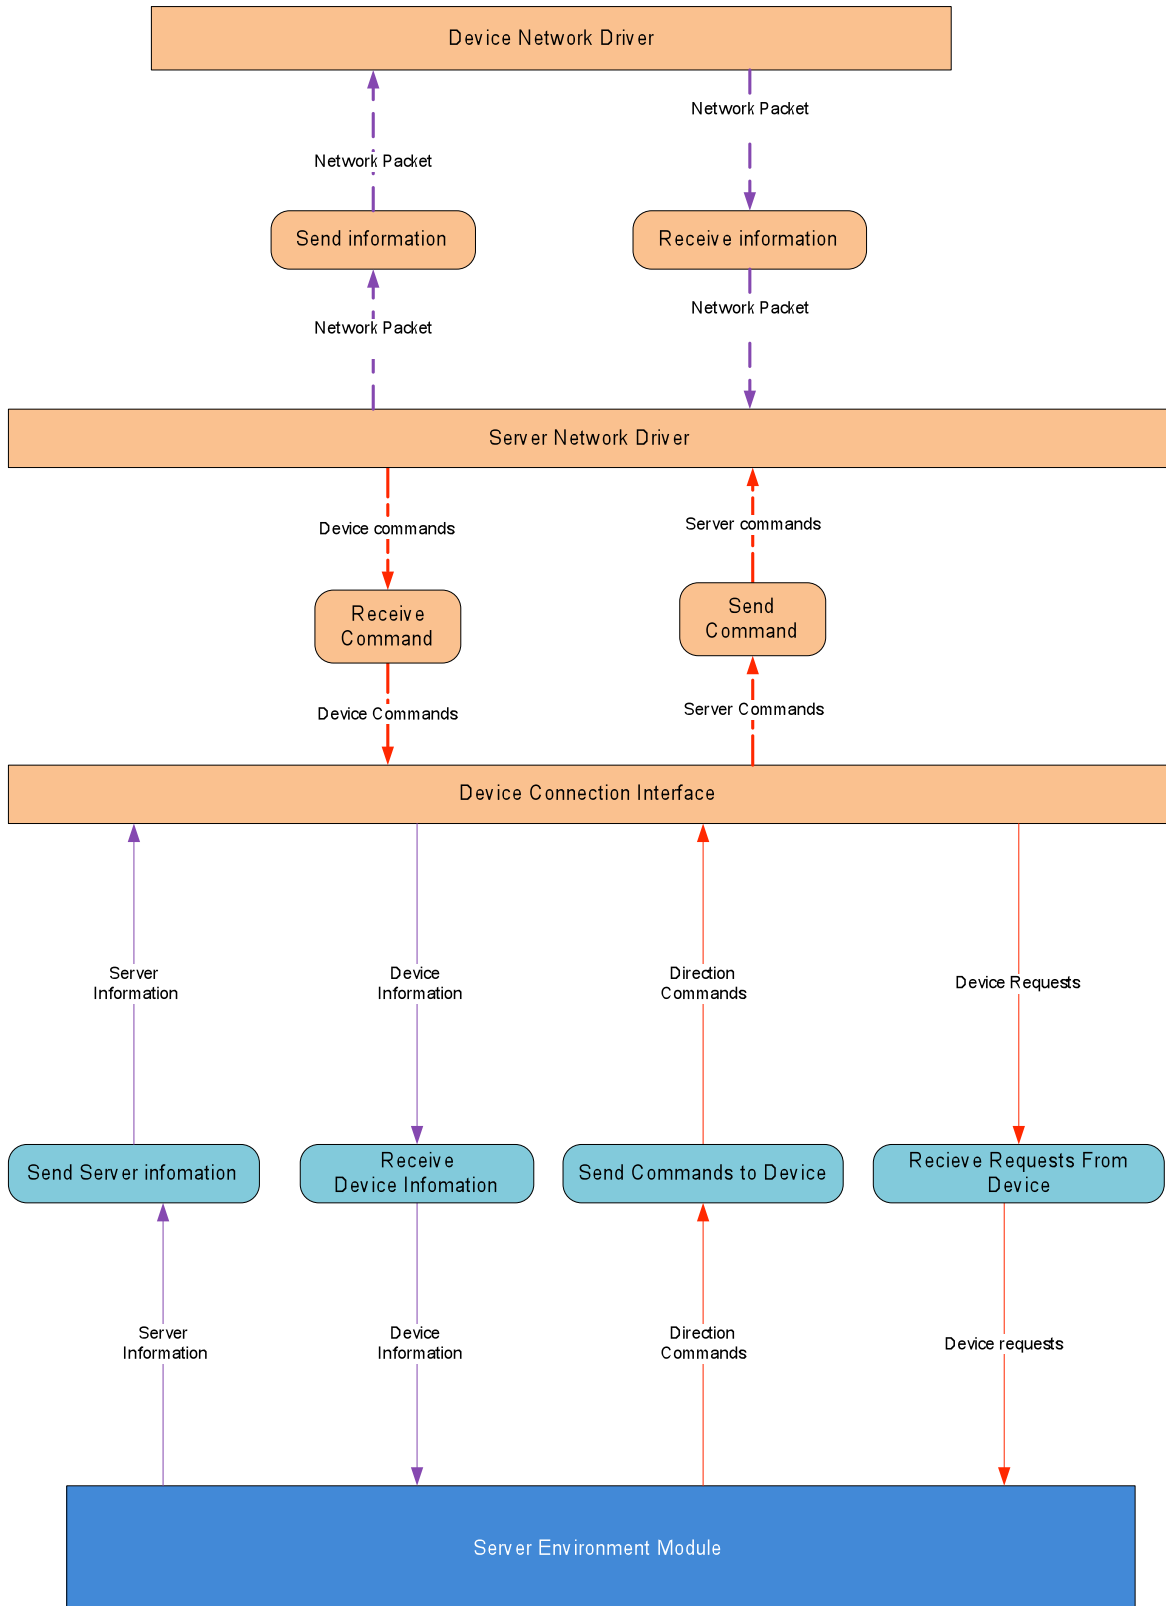 Device Network Driver
Network Packet
Network Packet
Send information
Receive information
Network Packet
Network Packet
Server Network Driver
Device commands
Server commands
Receive
Command
Send
Command
Device Commands
Server Commands
Device Connection Interface
Server
Information
Device
Information
Direction
Commands
Device Requests
Send Server infomation
Receive
Device Infomation
Send Commands to Device
Recieve Requests From
Device
Server
Information
Device
Information
Direction
Commands
Device requests
Server Environment Module